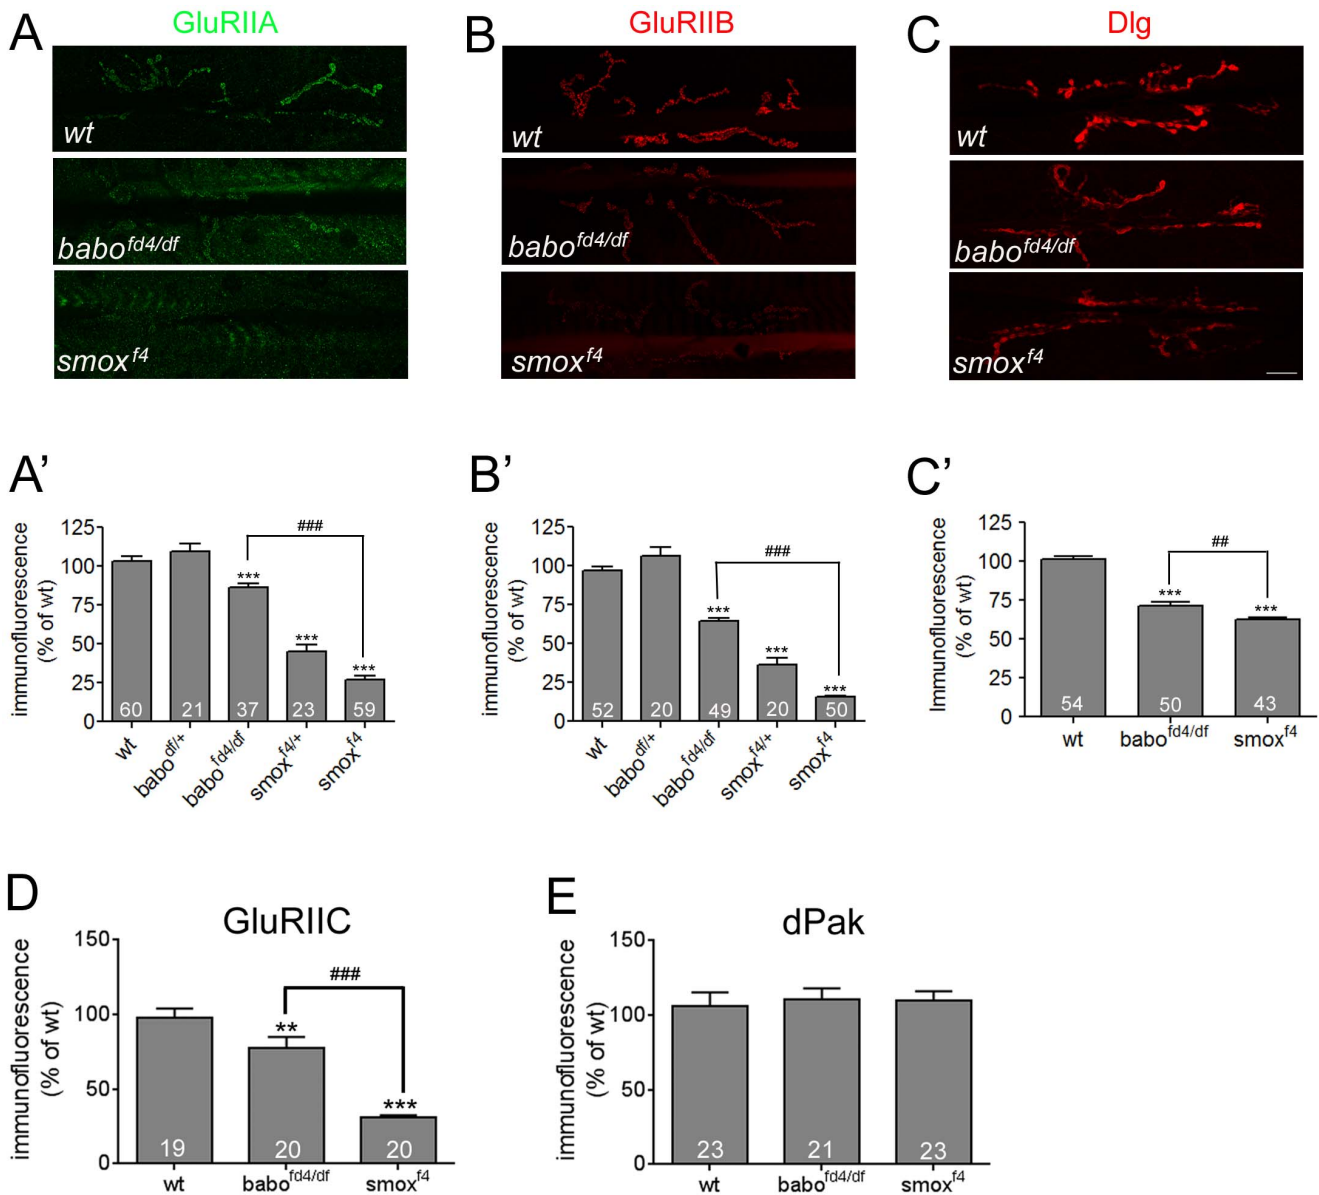 A GluRIIA
wt
babo^fd4/df
smox^f4
B GluRIIB
wt
babo^fd4/df
smox^f4
C Dlg
wt
babo^fd4/df
smox^f4
A'
immunofluorescence
(% of wt)
125
100
75
50
25
0
###
***
***
***
60 21 37 23 59
wt babo^df/+ babo^fd4/df smox^f4/+ smox^f4
B'
immunofluorescence
(% of wt)
125
100
75
50
25
0
###
***
***
***
52 20 49 20 50
wt babo^df/+ babo^fd4/df smox^f4/+ smox^f4
C'
Immunofluorescence
(% of wt)
125
100
75
50
25
0
##
***
***
54 50 43
wt babo^fd4/df smox^f4
D GluRIIC
immunofluorescence
(% of wt)
150
100
50
0
###
**
***
19 20 20
wt babo^fd4/df smox^f4
E dPak
immunofluorescence
(% of wt)
150
100
50
0
23 21 23
wt babo^fd4/df smox^f4